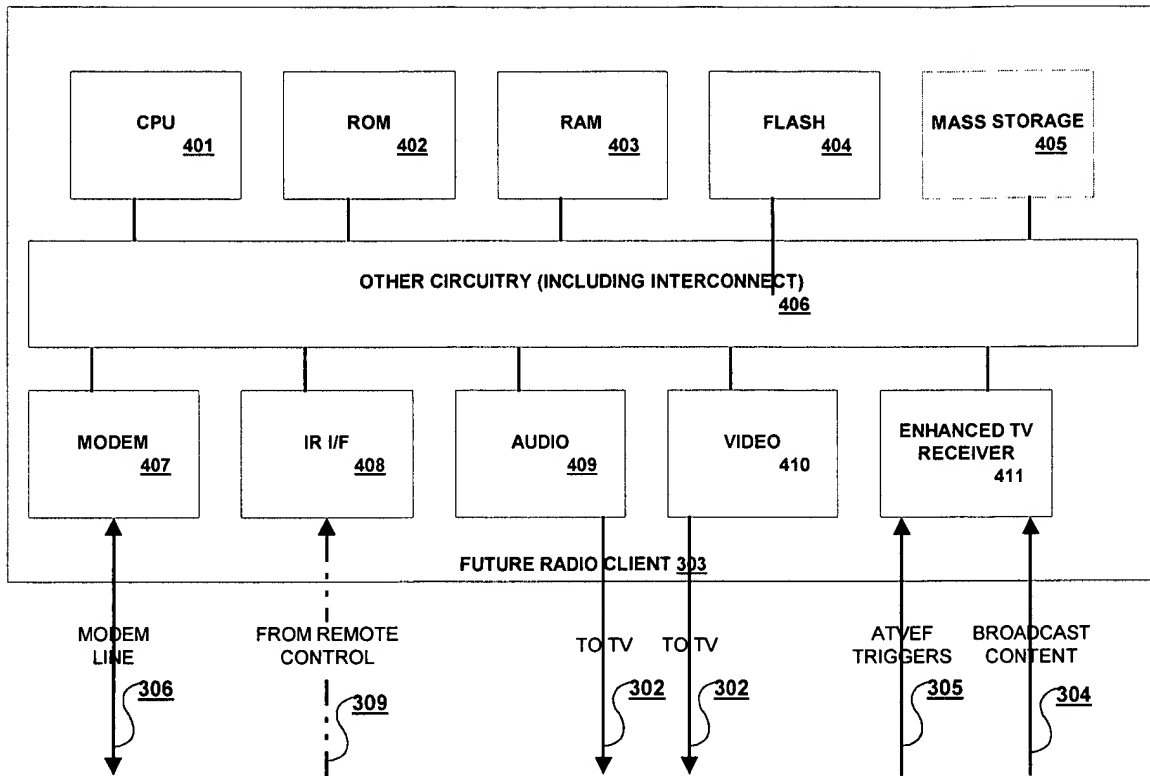 CPU
401
ROM
402
RAM
403
FLASH
404
MASS STORAGE
405
OTHER CIRCUITRY (INCLUDING INTERCONNECT)
406
MODEM
407
IR I/F
408
AUDIO
409
VIDEO
410
ENHANCED TV
RECEIVER
411
FUTURE RADIO CLIENT 303
MODEM
LINE
306
FROM REMOTE
CONTROL
309
TO TV
302
TO TV
302
ATVEF
TRIGGERS
305
BROADCAST
CONTENT
304